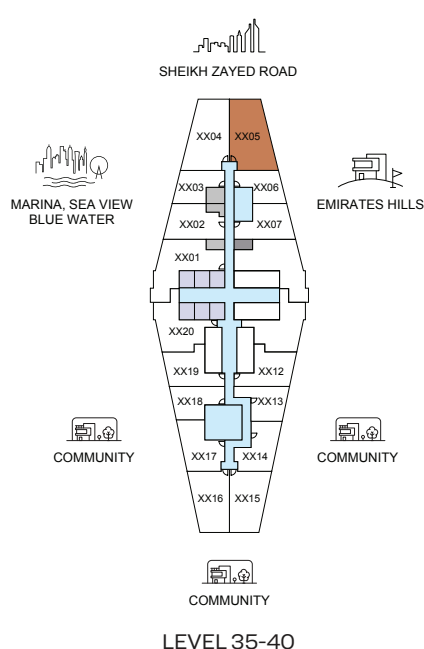 SHEIKH ZAYED ROAD
XX04
XX05
MARINA, SEA VIEW
BLUE WATER
EMIRATES HILLS
XX03
XX06
XX02
XX07
XX01
XX20
XX19
XX12
XX18
XX13
COMMUNITY
COMMUNITY
XX17
XX14
XX16
XX15
COMMUNITY
LEVEL 35-40